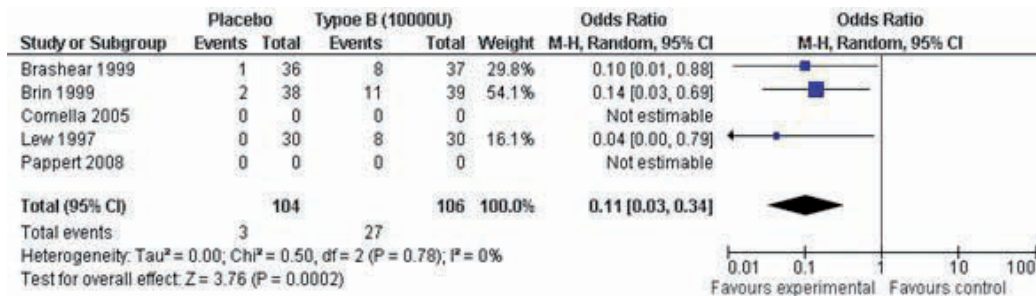 Placebo Typoe B (10000U) Odds Ratio Odds Ratio
Study or Subgroup Events Total Events Total Weight M-H, Random, 95% CI M-H, Random, 95% CI
Brashear 1999 1 36 8 37 29.8% 0.10 [0.01, 0.88]
Brin 1999 2 38 11 39 54.1% 0.14 [0.03, 0.69]
Comella 2005 0 0 0 0 Not estimable
Lew 1997 0 30 8 30 16.1% 0.04 [0.00, 0.79]
Pappert 2008 0 0 0 0 Not estimable
Total (95% CI) 104 106 100.0% 0.11 [0.03, 0.34]
Total events 3 27
Heterogeneity: Tau² = 0.00; Chi² = 0.50, df = 2 (P = 0.78); I² = 0%
Test for overall effect: Z = 3.76 (P = 0.0002)
0.01 0.1 1 10 100
Favours experimental Favours control